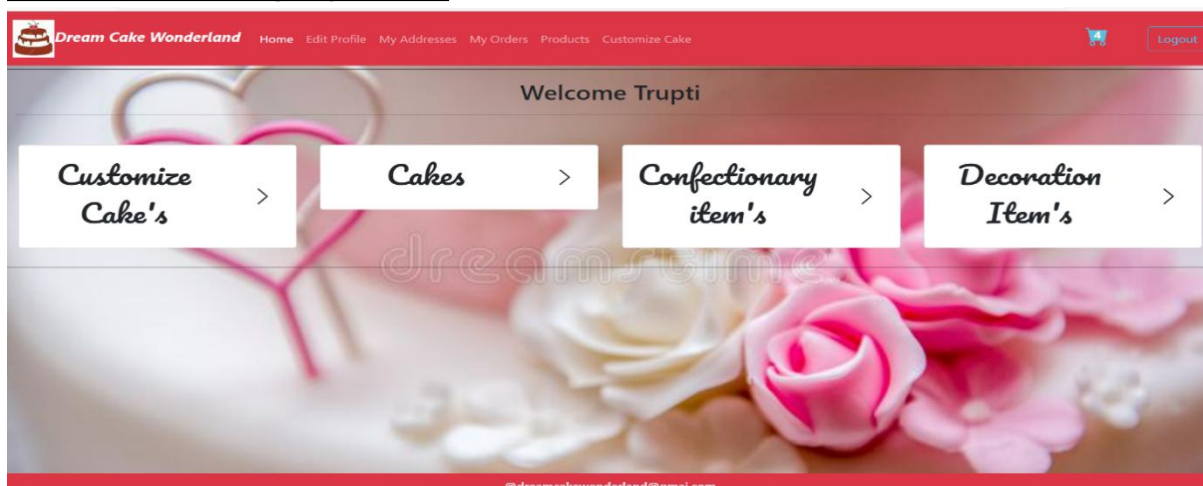 Dream Cake Wonderland Home Edit Profile My Addresses My Orders Products Customize Cake 4 Logout
Welcome Trupti
Customize
Cake's
Cakes
Confectionary
item's
Decoration
Item's
dreamstime